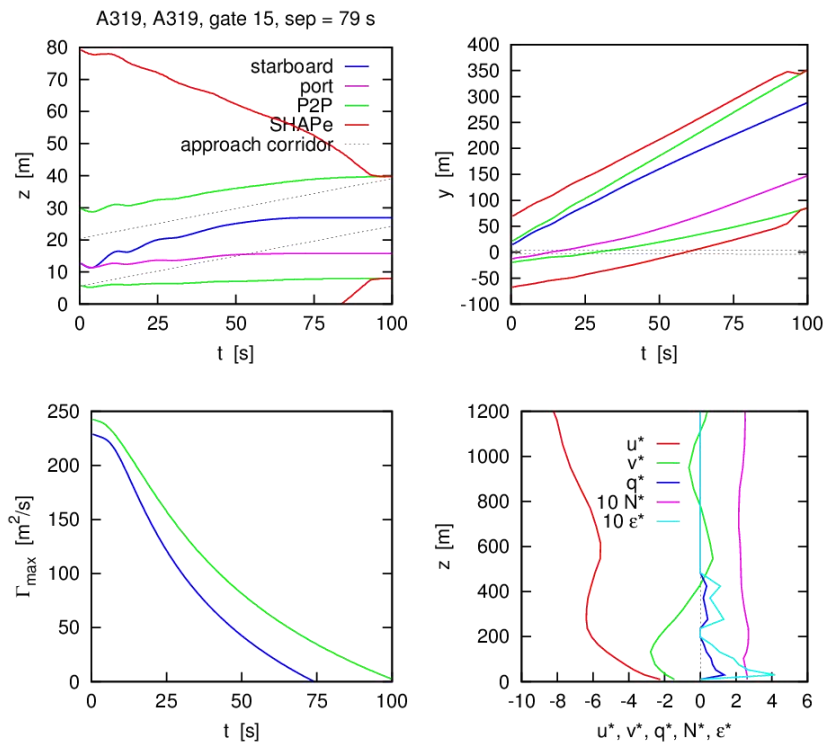 A319, A319, gate 15, sep = 79 s
80
70
60
50
40
30
20
10
0
z [m]
starboard
port
P2P
SHAPe
approach corridor
0 25 50 75 100
t [s]
400
350
300
250
200
150
100
50
0
-50
-100
y [m]
0 25 50 75 100
t [s]
250
200
150
100
50
0
Γmax [m²/s]
0 25 50 75 100
t [s]
1200
1000
800
600
400
200
0
z [m]
u*
v*
q*
10 N*
10 ε*
-10 -8 -6 -4 -2 0 2 4 6
u*, v*, q*, N*, ε*